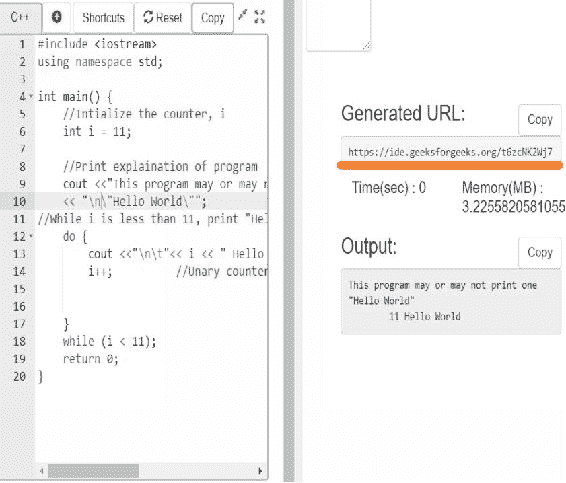 C++ Shortcuts Reset Copy
1 #include <iostream>
2 using namespace std;
3
4 int main() {
5 //Intialize the counter, i
6 int i = 11;
7
8 //Print explaination of program
9 cout <<"This program may or may
10 << "\n\"Hello World\"";
11 //While i is less than 11, print "Hel
12 do {
13 cout <<"\n\t"<< i << " Hello
14 i++; //Unary counter
15
16
17 }
18 while (i < 11);
19 return 0;
20 }
Generated URL: Copy
https://ide.geeksforgeeks.org/t6zcNK2Wj7
Time(sec) : 0 Memory(MB) :
3.2255820581055
Output: Copy
This program may or may not print one
"Hello World"
11 Hello World